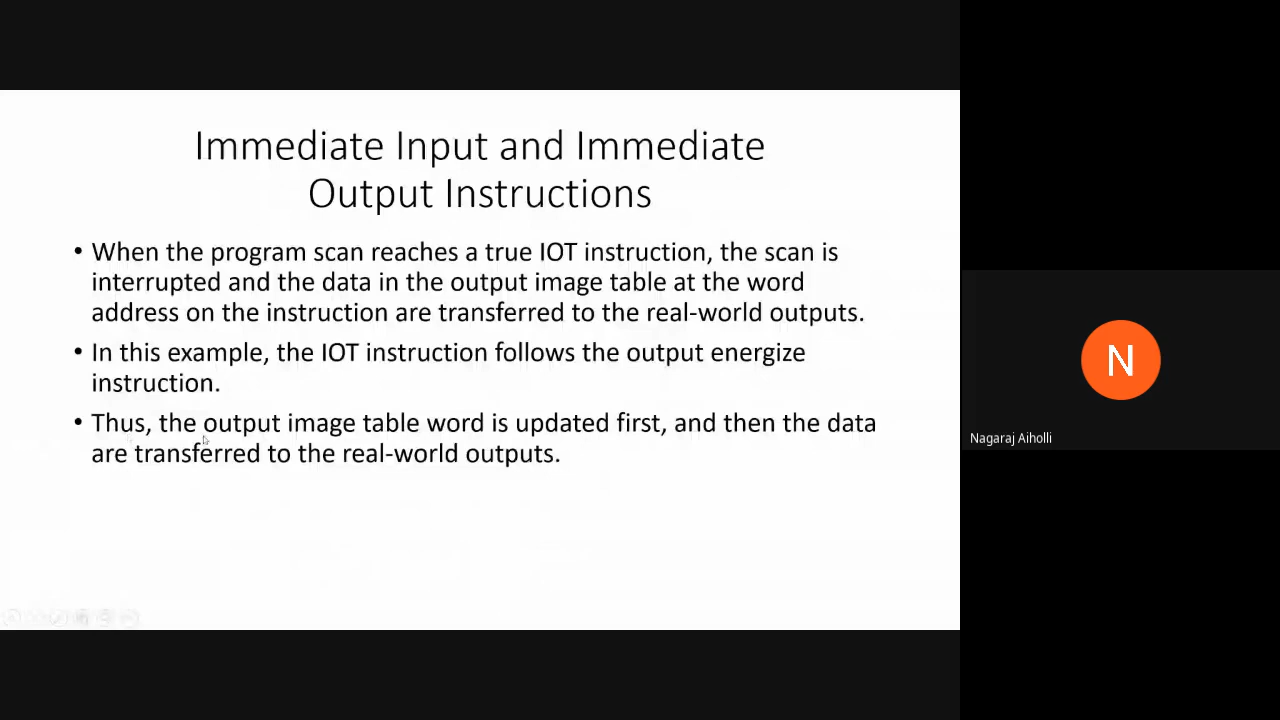 Immediate Input and Immediate
Output Instructions
• When the program scan reaches a true IOT instruction, the scan is
interrupted and the data in the output image table at the word
address on the instruction are transferred to the real-world outputs.
• In this example, the IOT instruction follows the output energize
instruction.
• Thus, the output image table word is updated first, and then the data
are transferred to the real-world outputs.
N
Nagaraj Aiholli